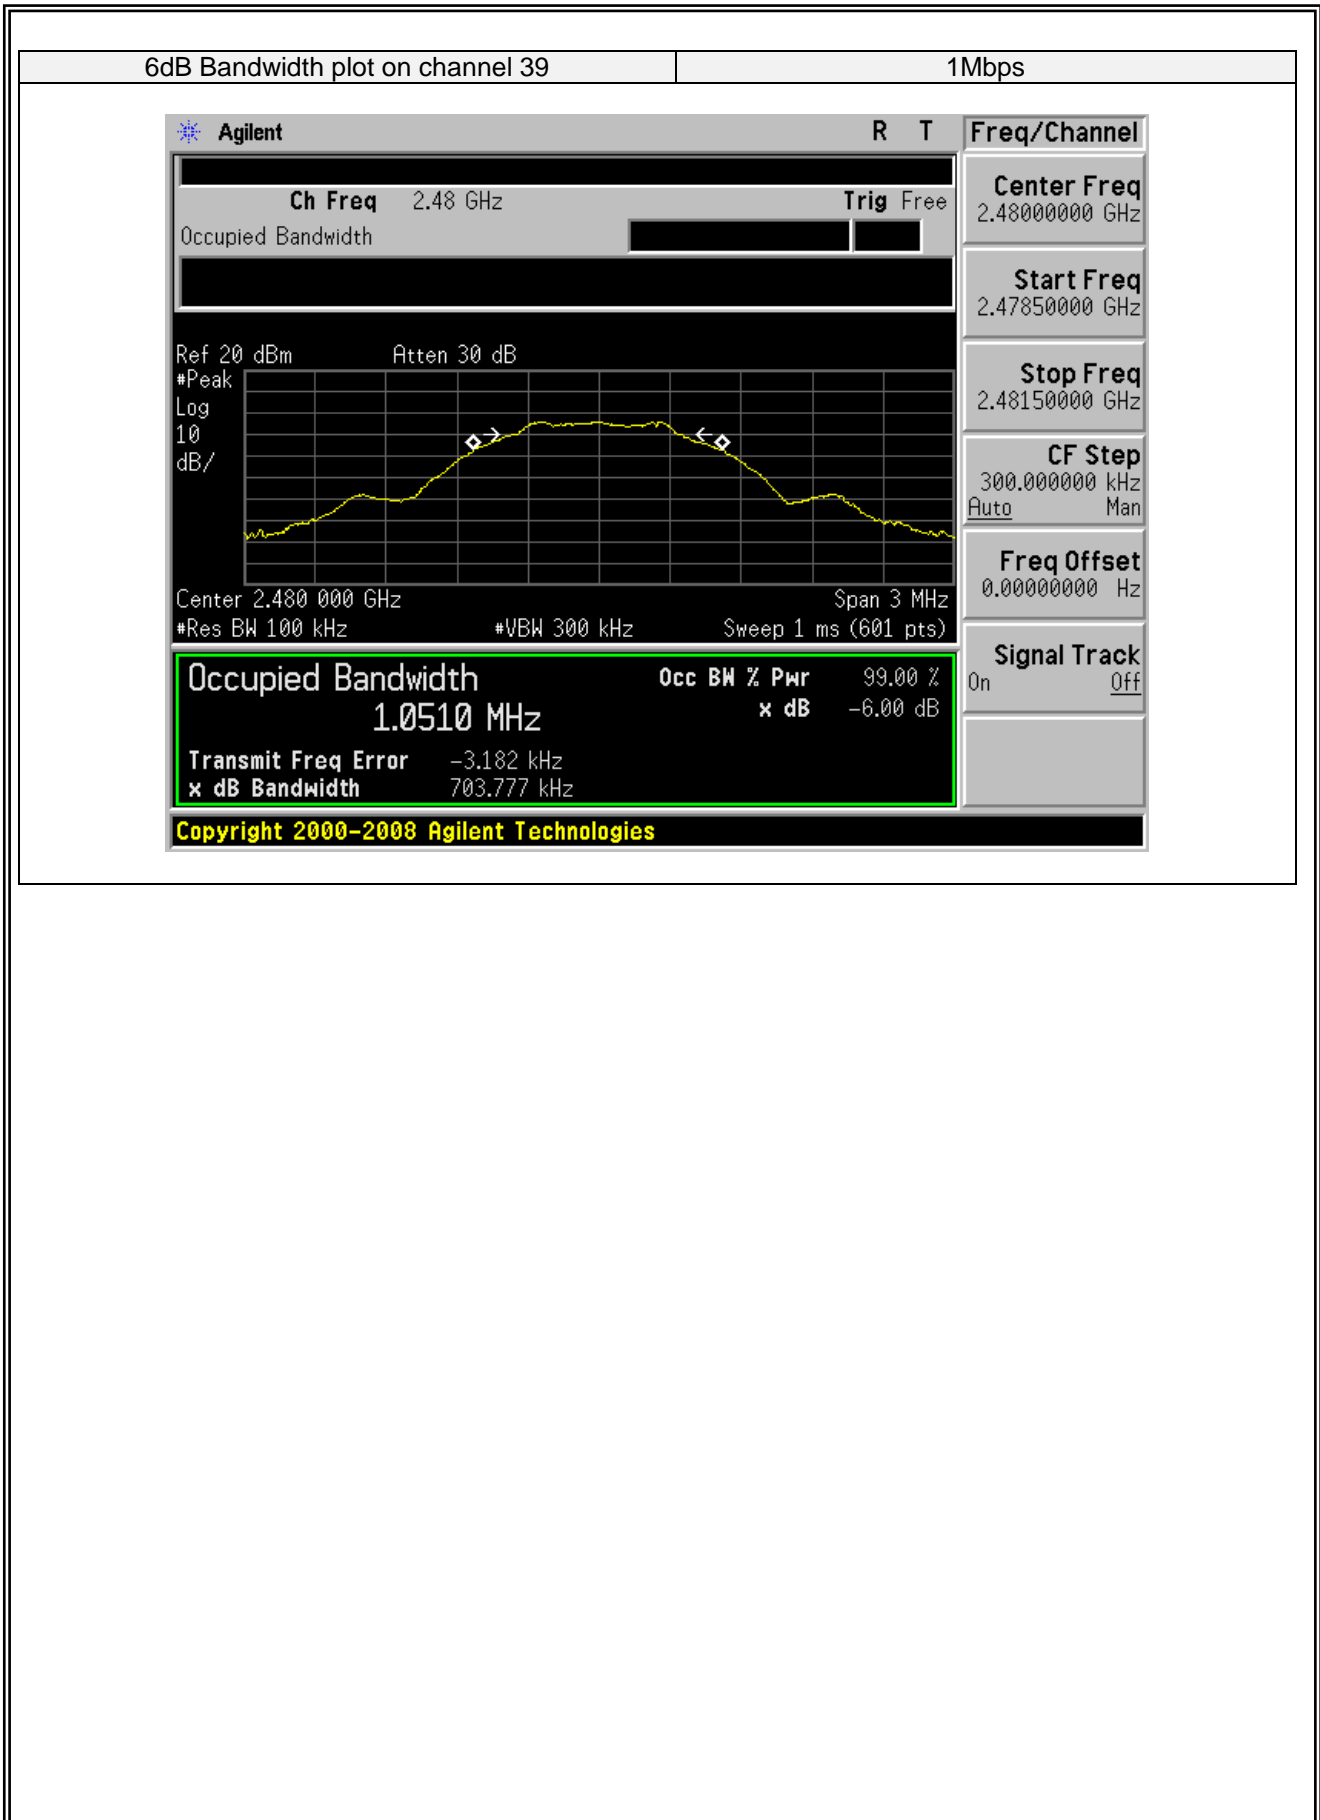 6dB Bandwidth plot on channel 39 1Mbps
Agilent R T Freq/Channel
Ch Freq 2.48 GHz Trig Free
Occupied Bandwidth
Center Freq
2.48000000 GHz
Start Freq
2.47850000 GHz
Stop Freq
2.48150000 GHz
CF Step
300.000000 kHz
Auto Man
Freq Offset
0.00000000 Hz
Signal Track
On Off
Ref 20 dBm Atten 30 dB
#Peak
Log
10
dB/
Center 2.480 000 GHz Span 3 MHz
#Res BW 100 kHz #VBW 300 kHz Sweep 1 ms (601 pts)
Occupied Bandwidth Occ BW % Pwr 99.00 %
1.0510 MHz x dB -6.00 dB
Transmit Freq Error -3.182 kHz
x dB Bandwidth 703.777 kHz
Copyright 2000-2008 Agilent Technologies